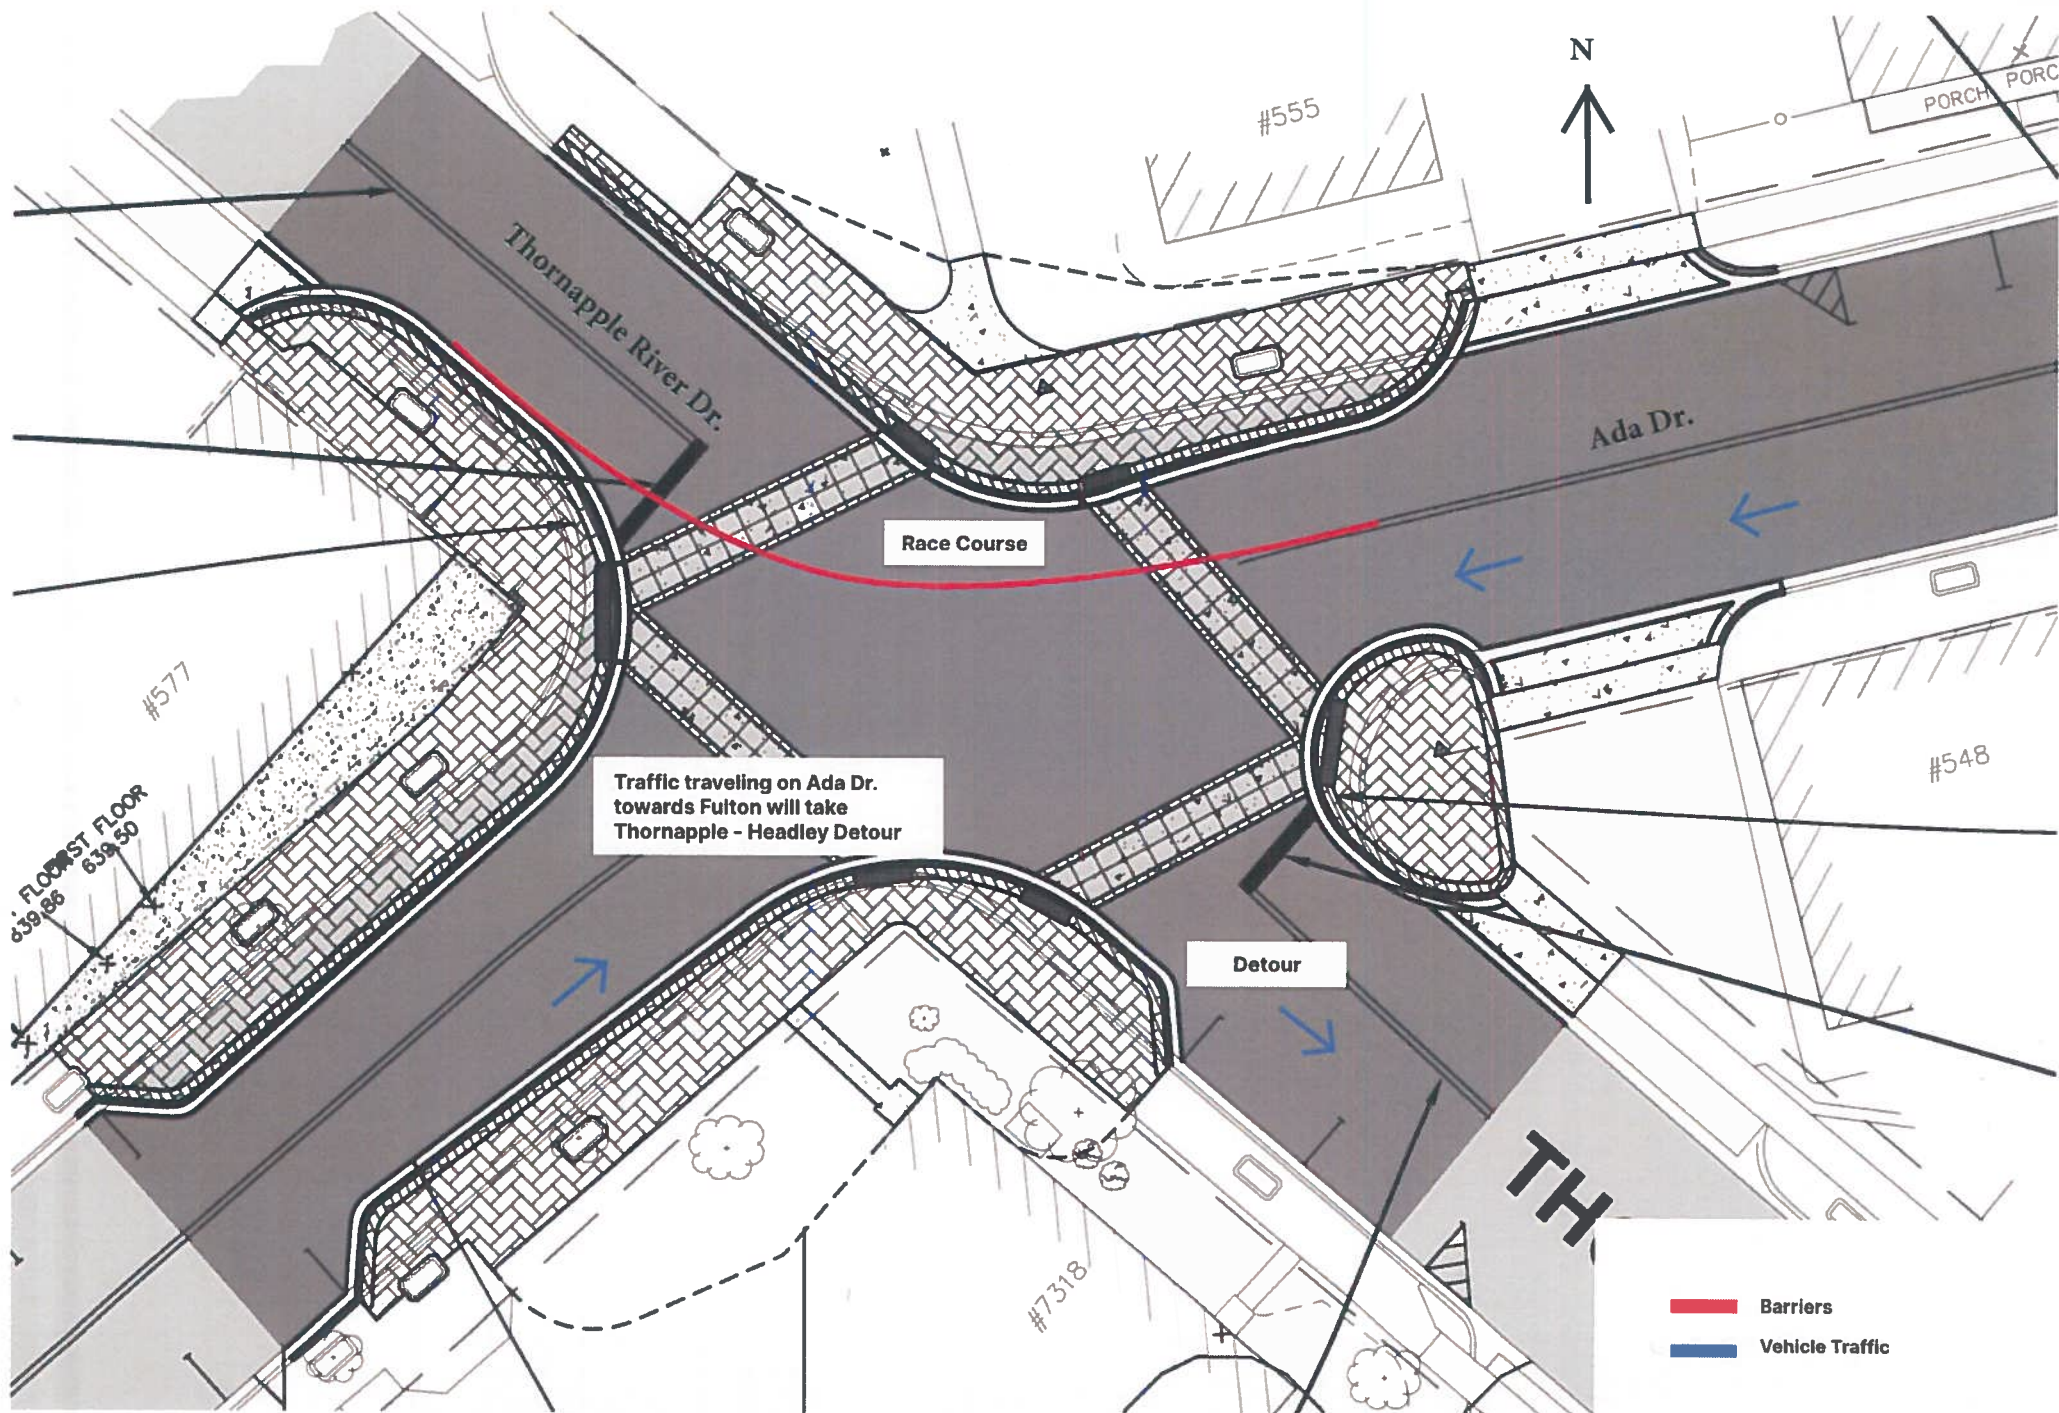 N
#555
PORCH
PORC
Thornapple River Dr.
Ada Dr.
Race Course
#577
#548
Traffic traveling on Ada Dr.
towards Fulton will take
Thornapple - Headley Detour
FIRST FLOOR
639.50
FLOOR
639.86
Detour
TH
#7318
Barriers
Vehicle Traffic